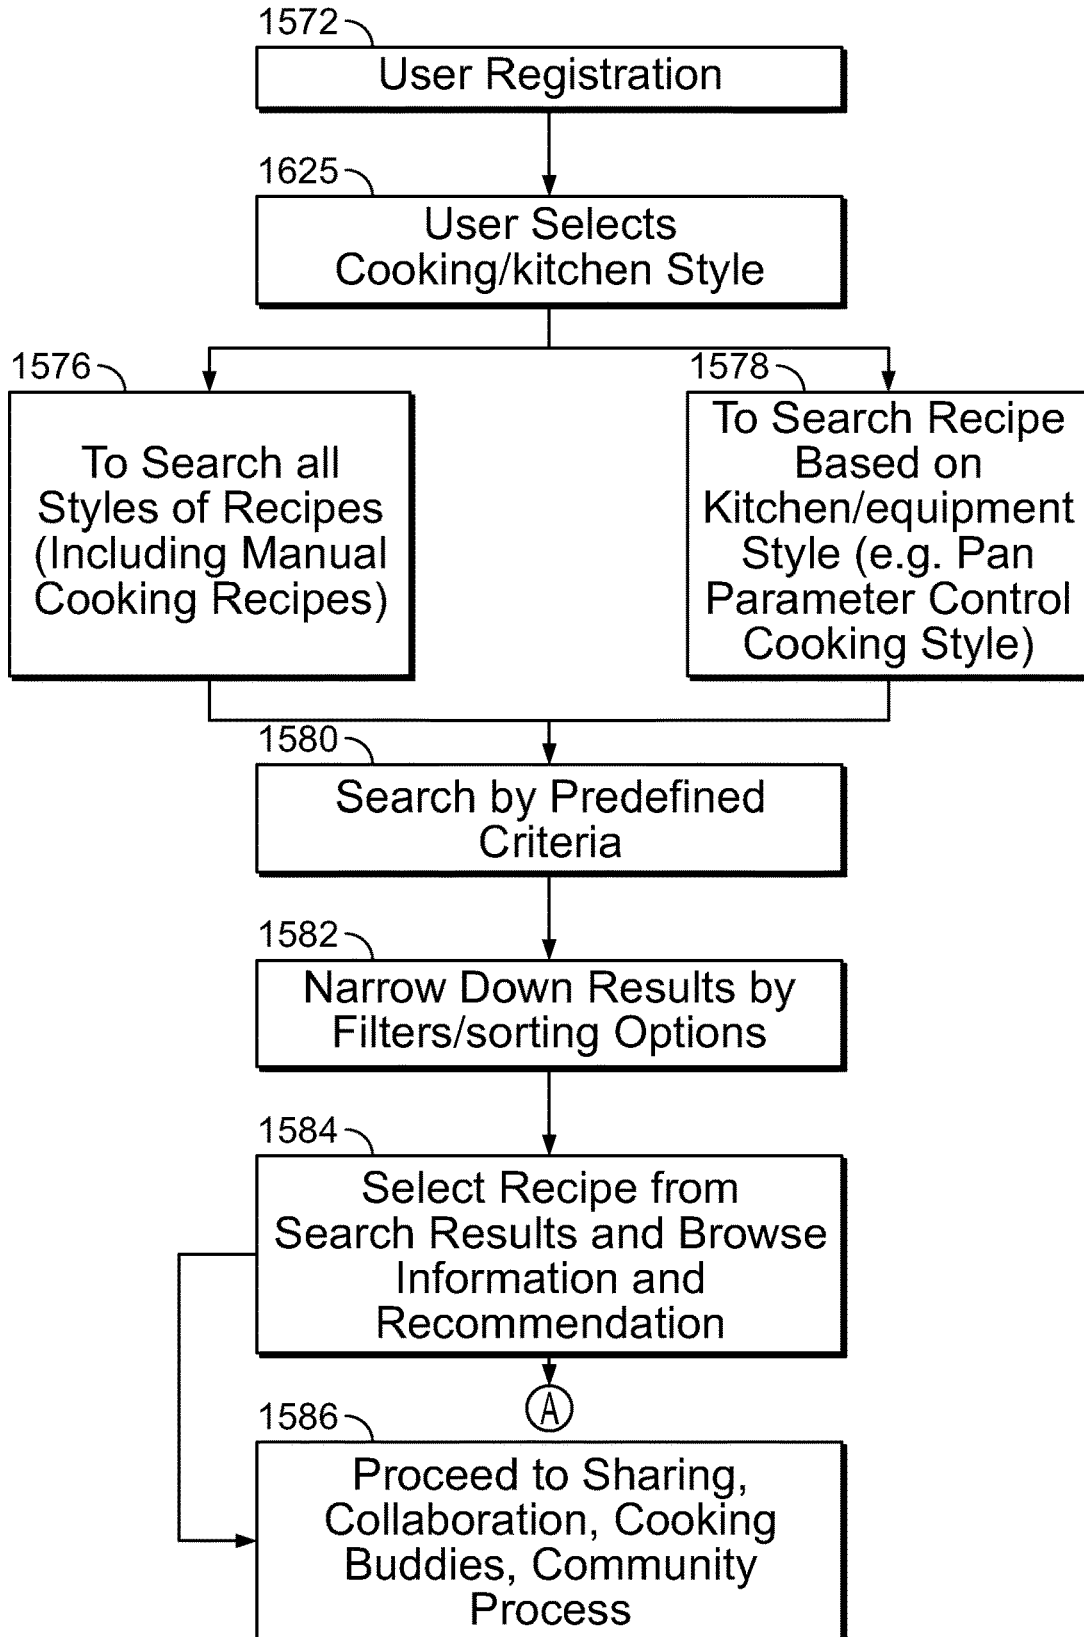 1572
User Registration
1625
User Selects
Cooking/kitchen Style
1576
To Search all
Styles of Recipes
(Including Manual
Cooking Recipes)
1578
To Search Recipe
Based on
Kitchen/equipment
Style (e.g. Pan
Parameter Control
Cooking Style)
1580
Search by Predefined
Criteria
1582
Narrow Down Results by
Filters/sorting Options
1584
Select Recipe from
Search Results and Browse
Information and
Recommendation
A
1586
Proceed to Sharing,
Collaboration, Cooking
Buddies, Community
Process